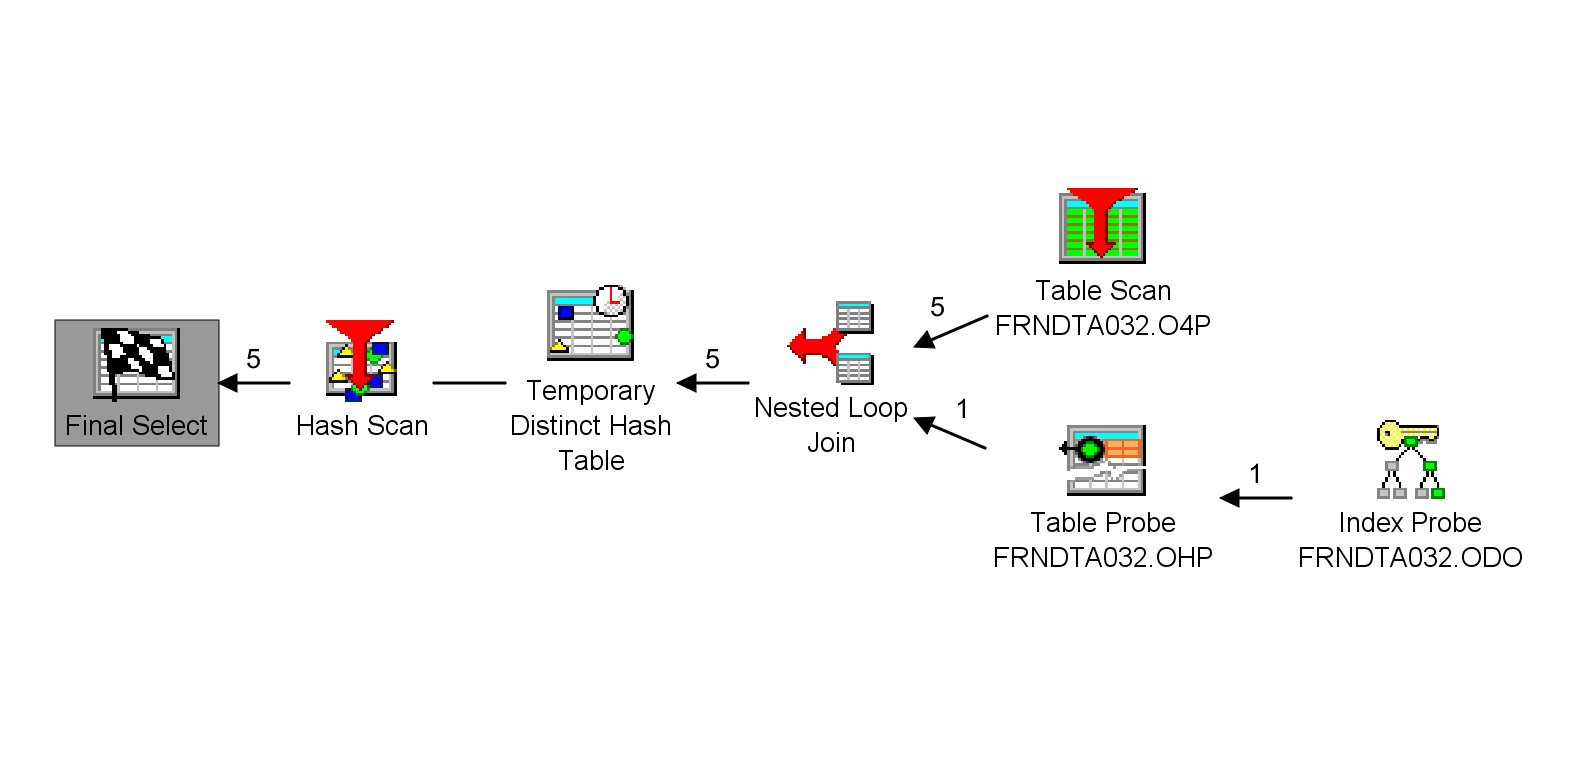 Table Scan
FRNDTA032.O4P
5
5
Final Select
Hash Scan
5
Temporary
Distinct Hash
Table
Nested Loop
Join
1
Table Probe
FRNDTA032.OHP
1
Index Probe
FRNDTA032.ODO